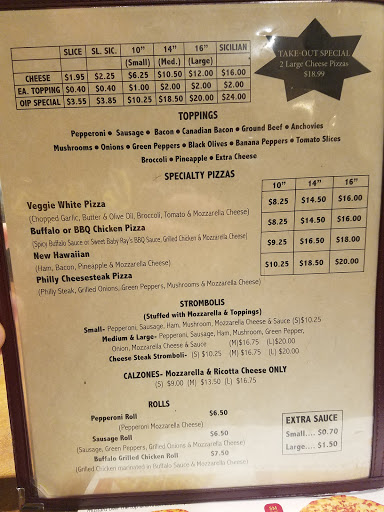 SLICE SL. SIC. 10" 14" 16" SICILIAN
(Small) (Med.) (Large)
CHEESE $1.95 $2.25 $6.25 $10.50 $12.00 $16.00
EA. TOPPING $0.40 $0.40 $1.00 $2.00 $2.00 $2.00
OIP SPECIAL $3.55 $3.85 $10.25 $18.50 $20.00 $24.00
TAKE-OUT SPECIAL
2 Large Cheese Pizzas
$18.99
TOPPINGS
Pepperoni • Sausage • Bacon • Canadian Bacon • Ground Beef • Anchovies
Mushrooms • Onions • Green Peppers • Black Olives • Banana Peppers • Tomato Slices
Broccoli • Pineapple • Extra Cheese
SPECIALTY PIZZAS
10" 14" 16"
Veggie White Pizza $8.25 $14.50 $16.00
(Chopped Garlic, Butter & Olive Oil, Broccoli, Tomato & Mozzarella Cheese)
Buffalo or BBQ Chicken Pizza $8.25 $14.50 $16.00
(Spicy Buffalo Sauce or Sweet Baby Ray's BBQ Sauce, Grilled Chicken & Mozzarella Cheese)
New Hawaiian $9.25 $16.50 $18.00
(Ham, Bacon, Pineapple & Mozzarella Cheese)
Philly Cheesesteak Pizza $10.25 $18.50 $20.00
(Philly Steak, Grilled Onions, Green Peppers, Mushrooms & Mozzarella Cheese)
STROMBOLIS
(Stuffed with Mozzarella & Toppings)
Small- Pepperoni, Sausage, Ham, Mushroom, Mozzarella Cheese & Sauce (S)$10.25
Medium & Large- Pepperoni, Sausage, Ham, Mushroom, Green Pepper,
Onion, Mozzarella Cheese & Sauce (M)$16.75 (L)$20.00
Cheese Steak Stromboli- (S) $10.25 (M) $16.75 (L) $20.00
CALZONES- Mozzarella & Ricotta Cheese ONLY
(S) $9.00 (M) $13.50 (L) $16.75
ROLLS
Pepperoni Roll $6.50
(Pepperoni Mozzarella Cheese)
Sausage Roll $6.50
(Sausage, Green Peppers, Grilled Onions & Mozzarella Cheese)
Buffalo Grilled Chicken Roll $7.50
(Grilled Chicken marinated in Buffalo Sauce & Mozzarella Cheese)
EXTRA SAUCE
Small.... $0.70
Large.... $1.50